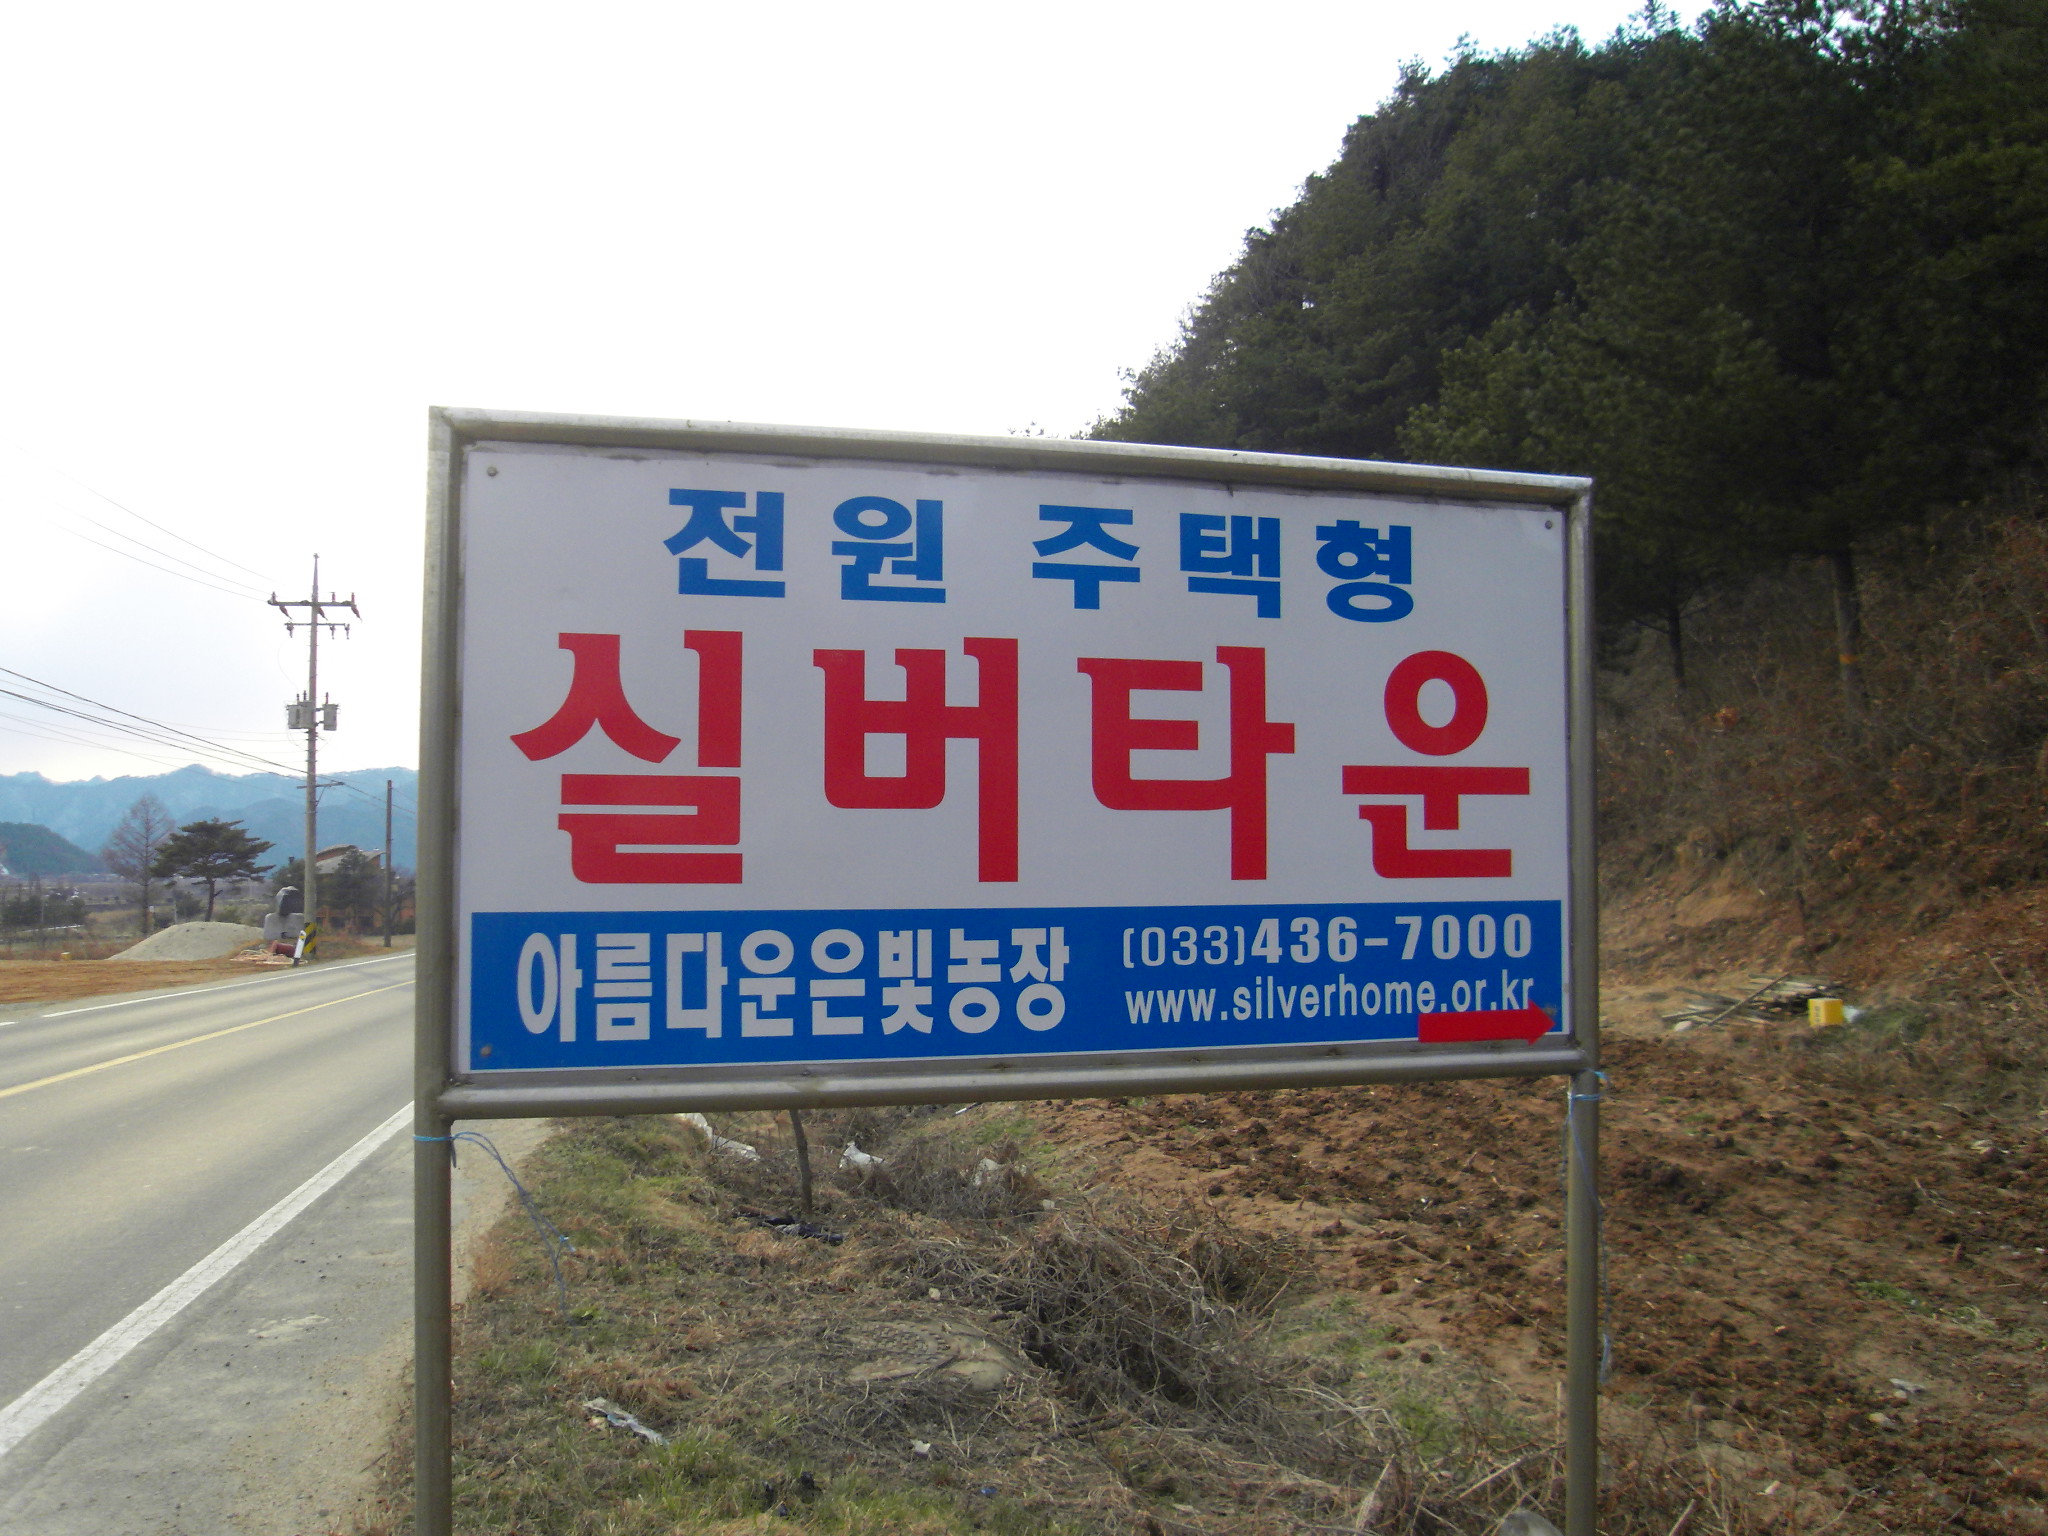 전원 주택형
실버타운
아름다운은빛농장
(033)436-7000
www.silverhome.or.kr